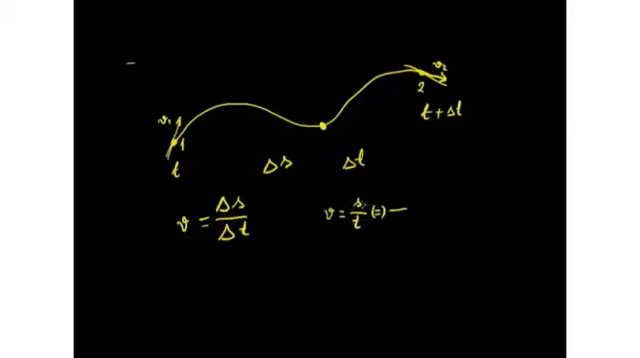 v₂
2
v₁
1
t + Δt
t
Δs Δt
v = Δs/Δt
v = s/t (=) —